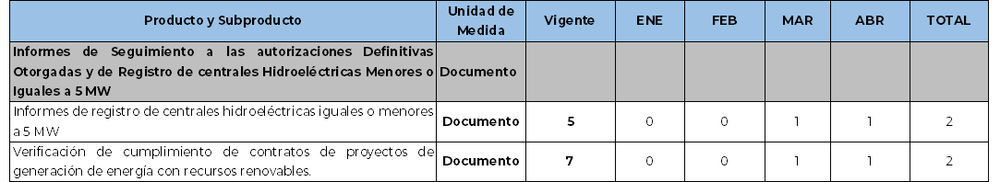 Producto y Subproducto Unidad de Medida Vigente ENE FEB MAR ABR TOTAL
Informes de Seguimiento a las autorizaciones Definitivas
Otorgadas y de Registro de centrales Hidroeléctricas Menores o
Iguales a 5 MW
Documento
Informes de registro de centrales hidroeléctricas iguales o menores
a 5 MW
Documento 5 0 0 1 1 2
Verificación de cumplimiento de contratos de proyectos de
generación de energía con recursos renovables.
Documento 7 0 0 1 1 2